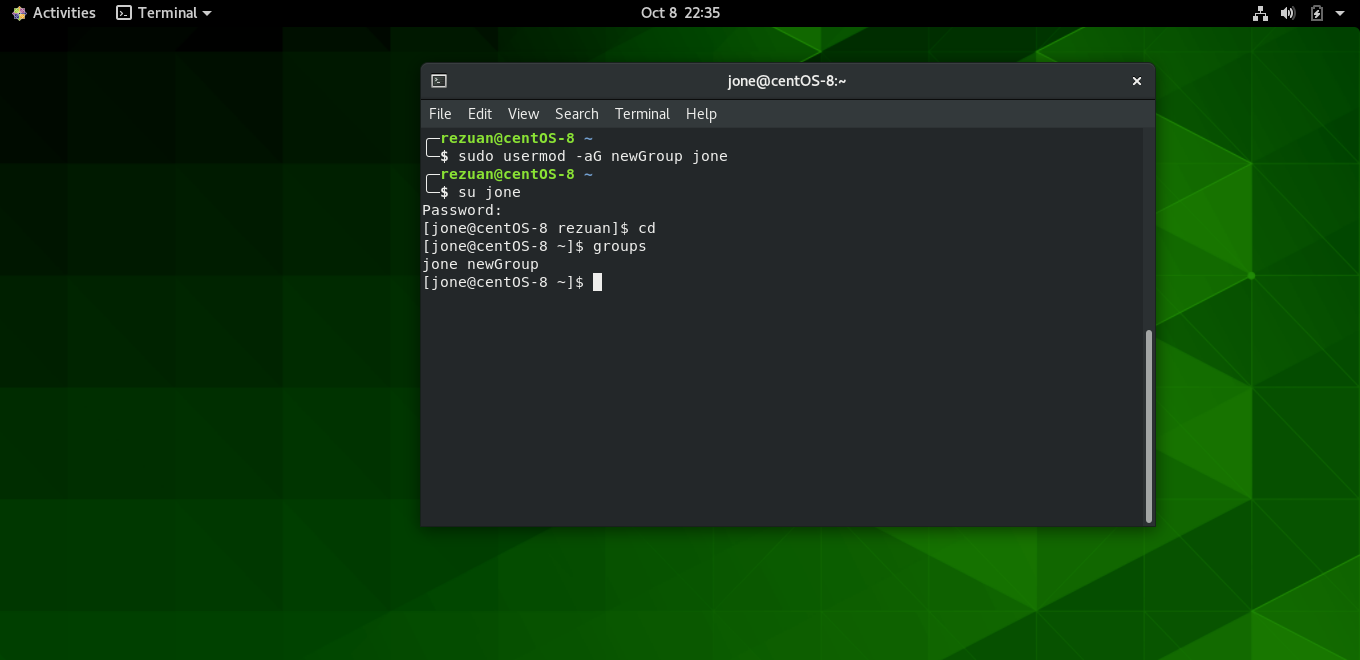 Activities Terminal Oct 8 22:35
jone@centOS-8:~
File Edit View Search Terminal Help
╭─rezuan@centOS-8 ~
╰─$ sudo usermod -aG newGroup jone
╭─rezuan@centOS-8 ~
╰─$ su jone
Password:
[jone@centOS-8 rezuan]$ cd
[jone@centOS-8 ~]$ groups
jone newGroup
[jone@centOS-8 ~]$